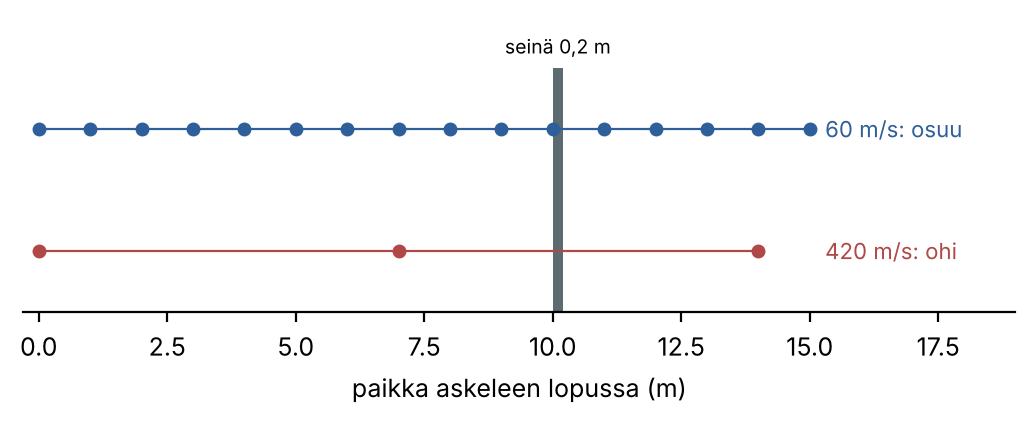 seinä 0,2 m
60 m/s: osuu
420 m/s: ohi
0.0 2.5 5.0 7.5 10.0 12.5 15.0 17.5
paikka askeleen lopussa (m)